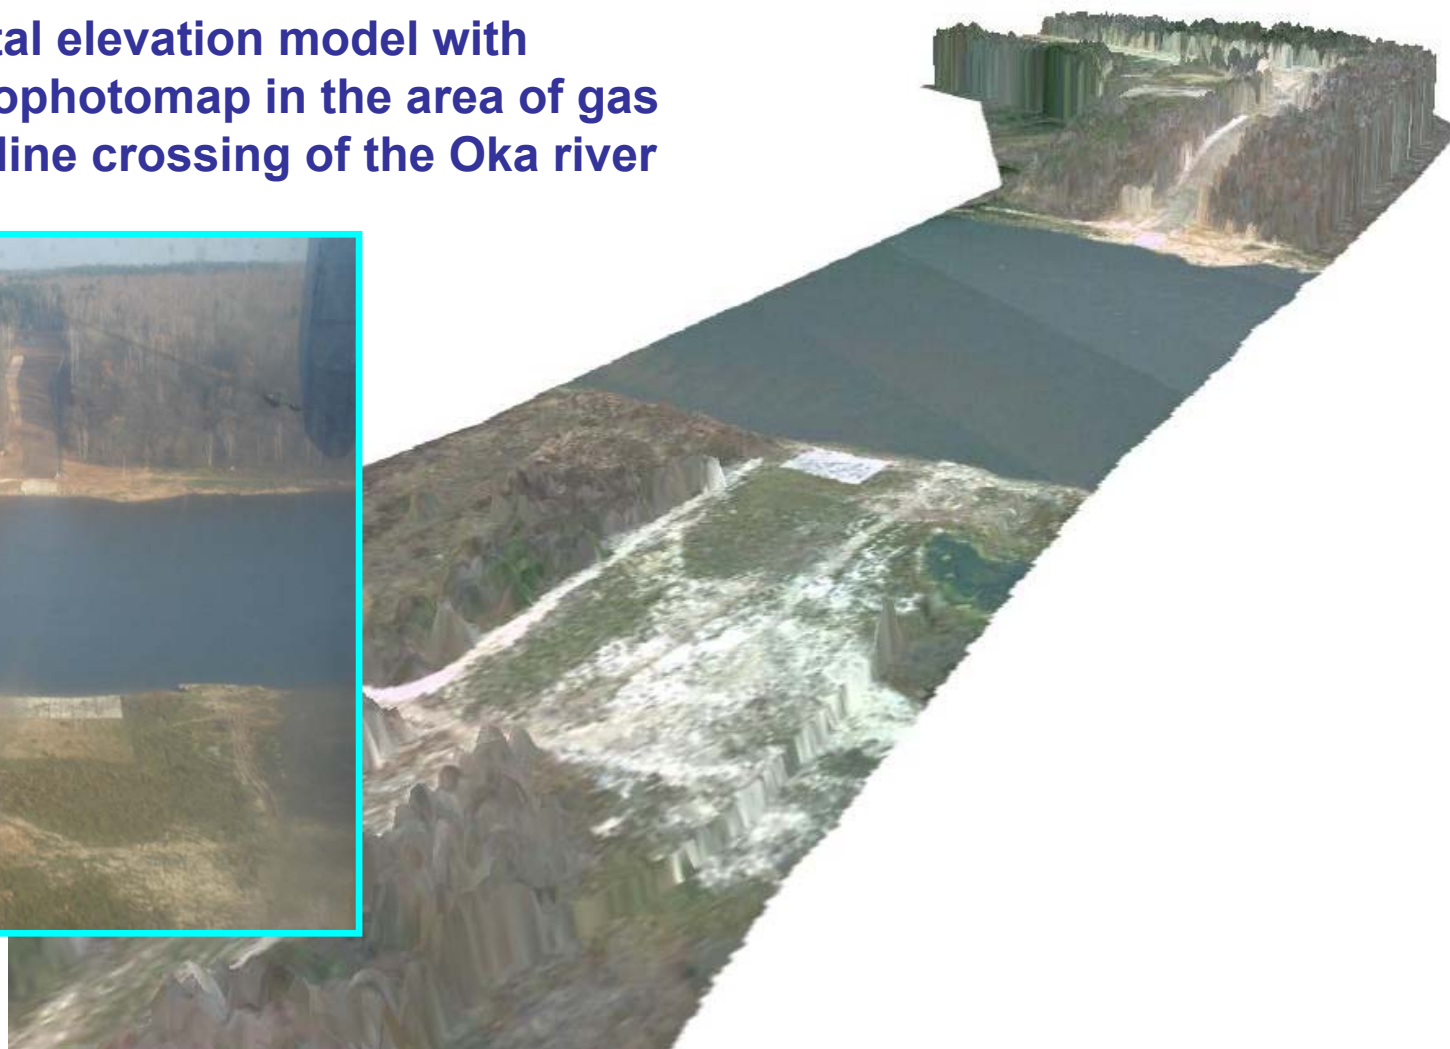 tal elevation model with
ophotomap in the area of gas
line crossing of the Oka river